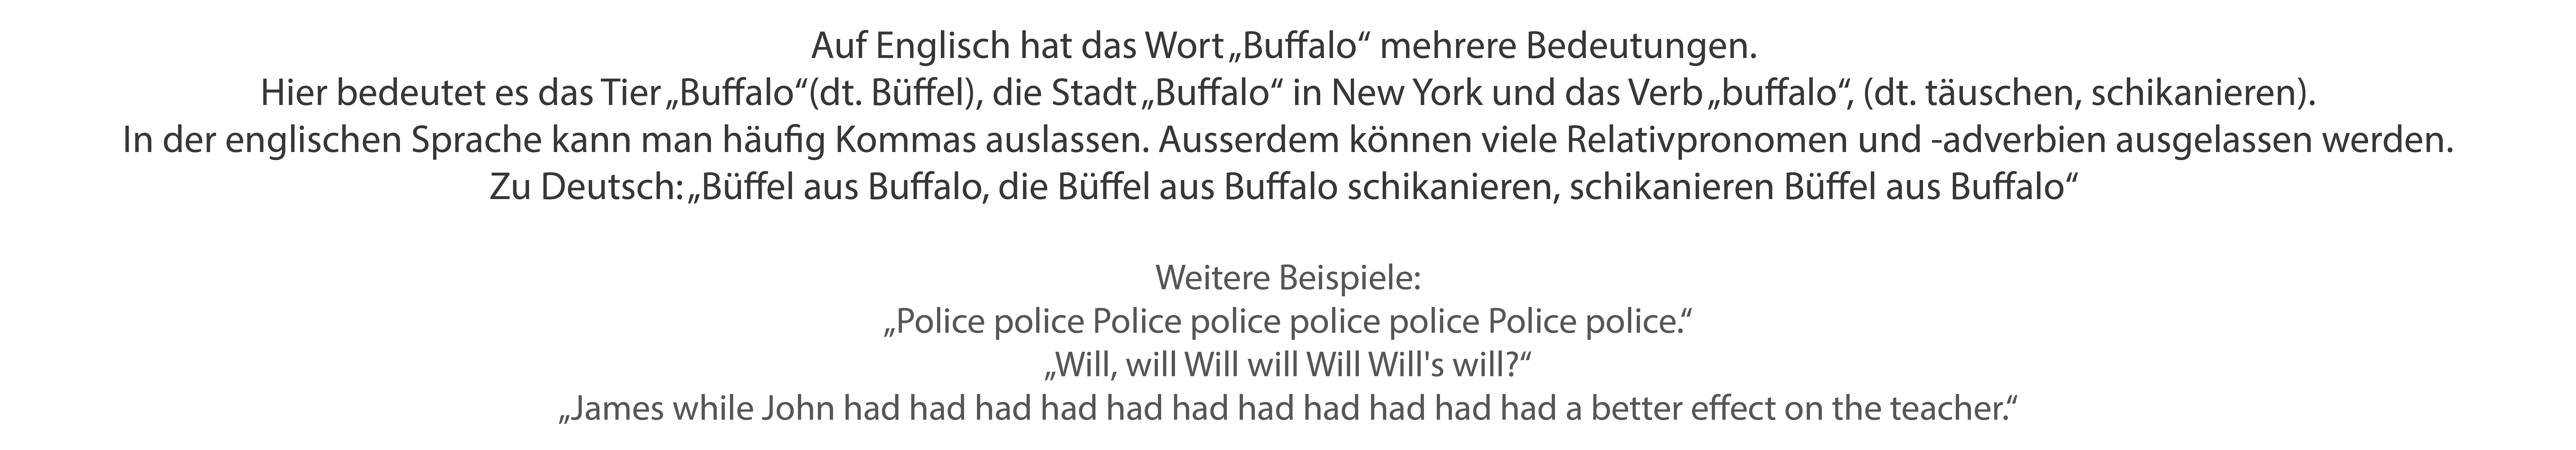 Auf Englisch hat das Wort „Buffalo“ mehrere Bedeutungen.
Hier bedeutet es das Tier „Buffalo“(dt. Büffel), die Stadt „Buffalo“ in New York und das Verb „buffalo“, (dt. täuschen, schikanieren).
In der englischen Sprache kann man häufig Kommas auslassen. Ausserdem können viele Relativpronomen und -adverbien ausgelassen werden.
Zu Deutsch: „Büffel aus Buffalo, die Büffel aus Buffalo schikanieren, schikanieren Büffel aus Buffalo“
Weitere Beispiele:
„Police police Police police police police Police police.“
„Will, will Will will Will Will's will?“
„James while John had had had had had had had had had had had a better effect on the teacher.“